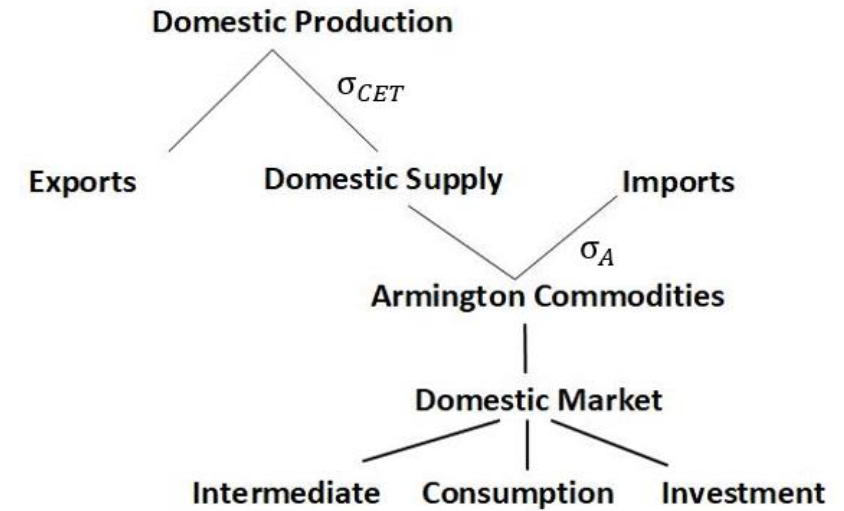 Domestic Production
σCET
Exports Domestic Supply Imports
σA
Armington Commodities
Domestic Market
Intermediate Consumption Investment